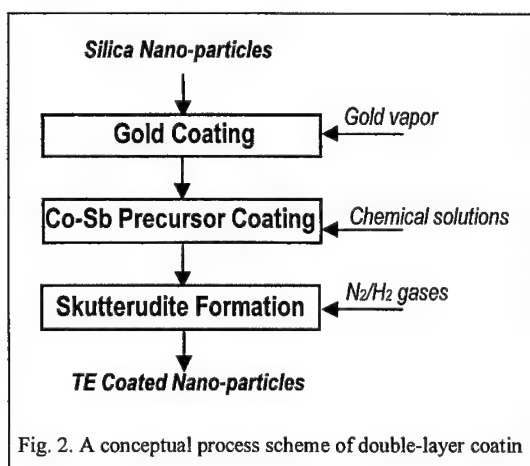 Silica Nano-particles
Gold Coating
Gold vapor
Co-Sb Precursor Coating
Chemical solutions
Skutterudite Formation
N₂/H₂ gases
TE Coated Nano-particles
Fig. 2. A conceptual process scheme of double-layer coatin